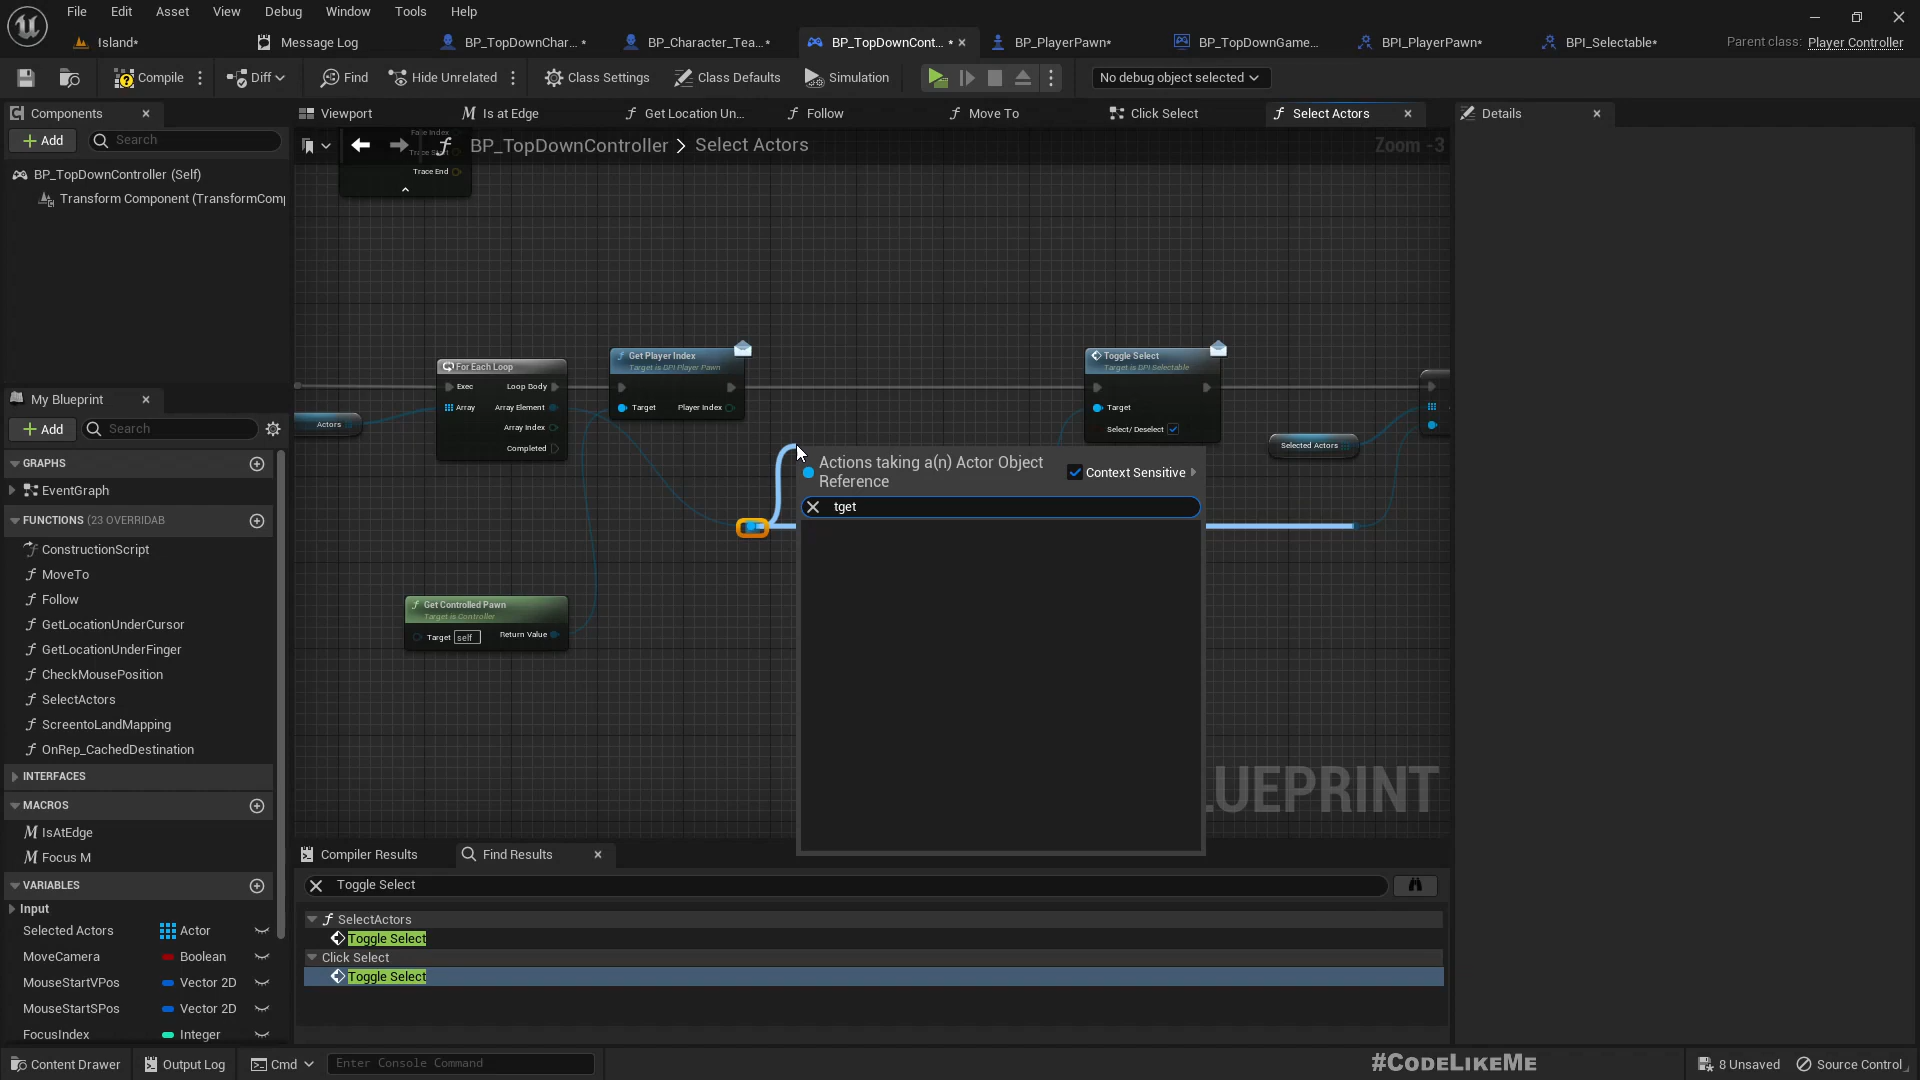 File Edit Asset View Debug Window Tools Help
Island* Message Log BP_TopDownChar... * BP_Character_Tea...* BP_TopDownCont... * BP_PlayerPawn* BP_TopDownGame... BPI_PlayerPawn* BPI_Selectable* Parent class: Player Controller
Compile Diff Find Hide Unrelated Class Settings Class Defaults Simulation No debug object selected
Components Viewport Is at Edge Get Location Un... Follow Move To Click Select Select Actors Details
Add Search BP_TopDownController > Select Actors Zoom -3
BP_TopDownController (Self)
Transform Component (TransformComp
Trace End
For Each Loop
Exec Loop Body
Array Array Element
Array Index
Completed
Actors
Get Player Index
Target is BPI Player Pawn
Target Player Index
Toggle Select
Target is BPI Selectable
Target
Select/ Deselect
Selected Actors
Get Controlled Pawn
Target is Controller
Target self Return Value
Actions taking a(n) Actor Object
Reference
Context Sensitive
tget
BLUEPRINT
My Blueprint
Add Search
GRAPHS
EventGraph
FUNCTIONS (23 OVERRIDAB
ConstructionScript
MoveTo
Follow
GetLocationUnderCursor
GetLocationUnderFinger
CheckMousePosition
SelectActors
ScreentoLandMapping
OnRep_CachedDestination
INTERFACES
MACROS
IsAtEdge
Focus M
VARIABLES
Input
Selected Actors Actor
MoveCamera Boolean
MouseStartVPos Vector 2D
MouseStartSPos Vector 2D
FocusIndex Integer
Compiler Results Find Results
Toggle Select
SelectActors
Toggle Select
Click Select
Toggle Select
Content Drawer Output Log Cmd Enter Console Command #CODELIKEME 8 Unsaved Source Control